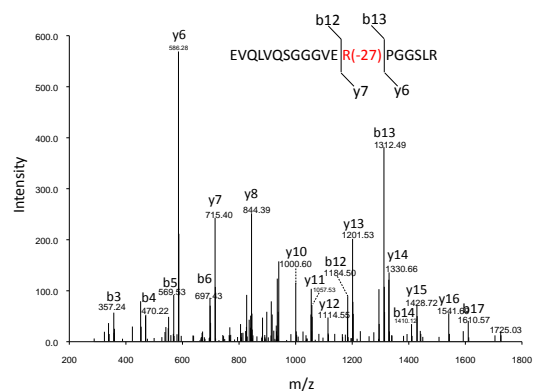 b12 b13
EVQLVQSGGGVER(-27)PGGSLR
y7 y6
600.0
500.0
400.0
300.0
200.0
100.0
0.0
Intensity
y6
586.28
b13
1312.49
y8
844.39
y7
715.40
y13
1201.53
y10
1000.60
b12
1184.50
y14
1330.66
y11
1057.53
b3
357.24
b4
470.22
b5
569.53
b6
697.43
y12
1114.55
b14
1410.12
y15
1428.72
y16
b17
1610.57
1725.03
200 400 600 800 1000 1200 1400 1600 1800
m/z